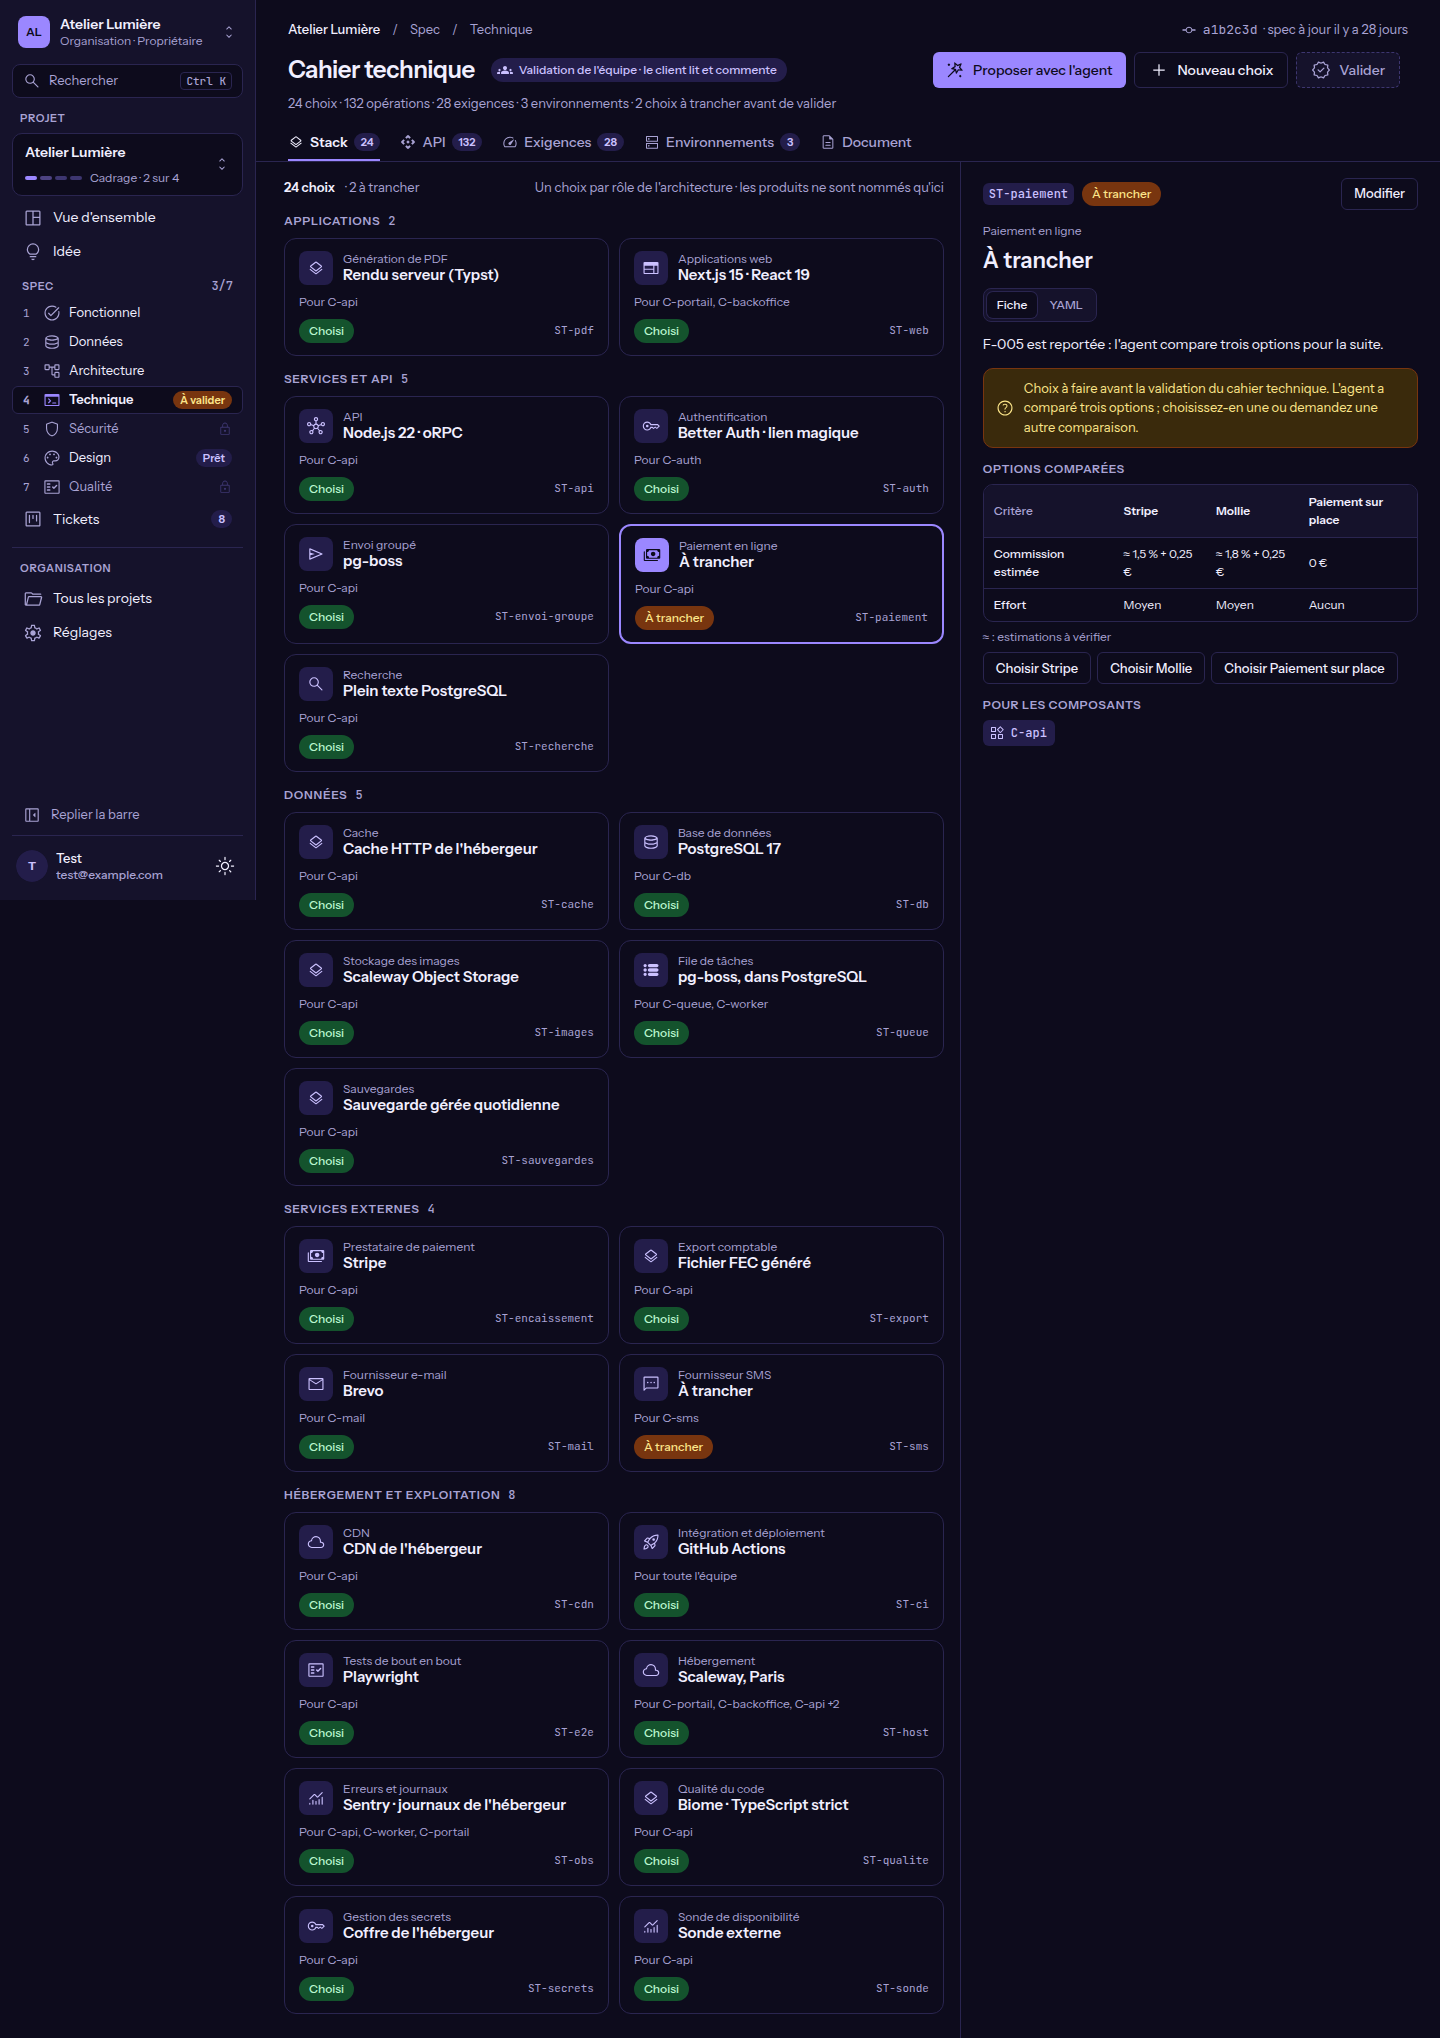 AL
Atelier Lumière
Organisation · Propriétaire
Rechercher
Ctrl K
PROJET
Atelier Lumière
Cadrage · 2 sur 4
Vue d'ensemble
Idée
SPEC 3/7
1 Fonctionnel
2 Données
3 Architecture
4 Technique À valider
5 Sécurité
6 Design Prêt
7 Qualité
Tickets 8
ORGANISATION
Tous les projets
Réglages
Replier la barre
T
Test
test@example.com
Atelier Lumière / Spec / Technique
a1b2c3d · spec à jour il y a 28 jours
Cahier technique
Validation de l'équipe · le client lit et commente
Proposer avec l'agent
Nouveau choix
Valider
24 choix · 132 opérations · 28 exigences · 3 environnements · 2 choix à trancher avant de valider
Stack 24
API 132
Exigences 28
Environnements 3
Document
24 choix · 2 à trancher
Un choix par rôle de l'architecture · les produits ne sont nommés qu'ici
APPLICATIONS 2
Génération de PDF
Rendu serveur (Typst)
Pour C-api
Choisi
ST-pdf
Applications web
Next.js 15 · React 19
Pour C-portail, C-backoffice
Choisi
ST-web
SERVICES ET API 5
API
Node.js 22 · oRPC
Pour C-api
Choisi
ST-api
Authentification
Better Auth · lien magique
Pour C-auth
Choisi
ST-auth
Envoi groupé
pg-boss
Pour C-api
Choisi
ST-envoi-groupe
Paiement en ligne
À trancher
Pour C-api
À trancher
ST-paiement
Recherche
Plein texte PostgreSQL
Pour C-api
Choisi
ST-recherche
DONNÉES 5
Cache
Cache HTTP de l'hébergeur
Pour C-api
Choisi
ST-cache
Base de données
PostgreSQL 17
Pour C-db
Choisi
ST-db
Stockage des images
Scaleway Object Storage
Pour C-api
Choisi
ST-images
File de tâches
pg-boss, dans PostgreSQL
Pour C-queue, C-worker
Choisi
ST-queue
Sauvegardes
Sauvegarde gérée quotidienne
Pour C-api
Choisi
ST-sauvegardes
SERVICES EXTERNES 4
Prestataire de paiement
Stripe
Pour C-api
Choisi
ST-encaissement
Export comptable
Fichier FEC généré
Pour C-api
Choisi
ST-export
Fournisseur e-mail
Brevo
Pour C-mail
Choisi
ST-mail
Fournisseur SMS
À trancher
Pour C-sms
À trancher
ST-sms
HÉBERGEMENT ET EXPLOITATION 8
CDN
CDN de l'hébergeur
Pour C-api
Choisi
ST-cdn
Intégration et déploiement
GitHub Actions
Pour toute l'équipe
Choisi
ST-ci
Tests de bout en bout
Playwright
Pour C-api
Choisi
ST-e2e
Hébergement
Scaleway, Paris
Pour C-portail, C-backoffice, C-api +2
Choisi
ST-host
Erreurs et journaux
Sentry · journaux de l'hébergeur
Pour C-api, C-worker, C-portail
Choisi
ST-obs
Qualité du code
Biome · TypeScript strict
Pour C-api
Choisi
ST-qualite
Gestion des secrets
Coffre de l'hébergeur
Pour C-api
Choisi
ST-secrets
Sonde de disponibilité
Sonde externe
Pour C-api
Choisi
ST-sonde
ST-paiement À trancher
Modifier
Paiement en ligne
À trancher
Fiche YAML
F-005 est reportée : l'agent compare trois options pour la suite.
Choix à faire avant la validation du cahier technique. L'agent a
comparé trois options ; choisissez-en une ou demandez une
autre comparaison.
OPTIONS COMPARÉES
Critère Stripe Mollie Paiement sur
place
Commission ≈ 1,5 % + 0,25 ≈ 1,8 % + 0,25 0 €
estimée € €
Effort Moyen Moyen Aucun
≈ : estimations à vérifier
Choisir Stripe
Choisir Mollie
Choisir Paiement sur place
POUR LES COMPOSANTS
C-api